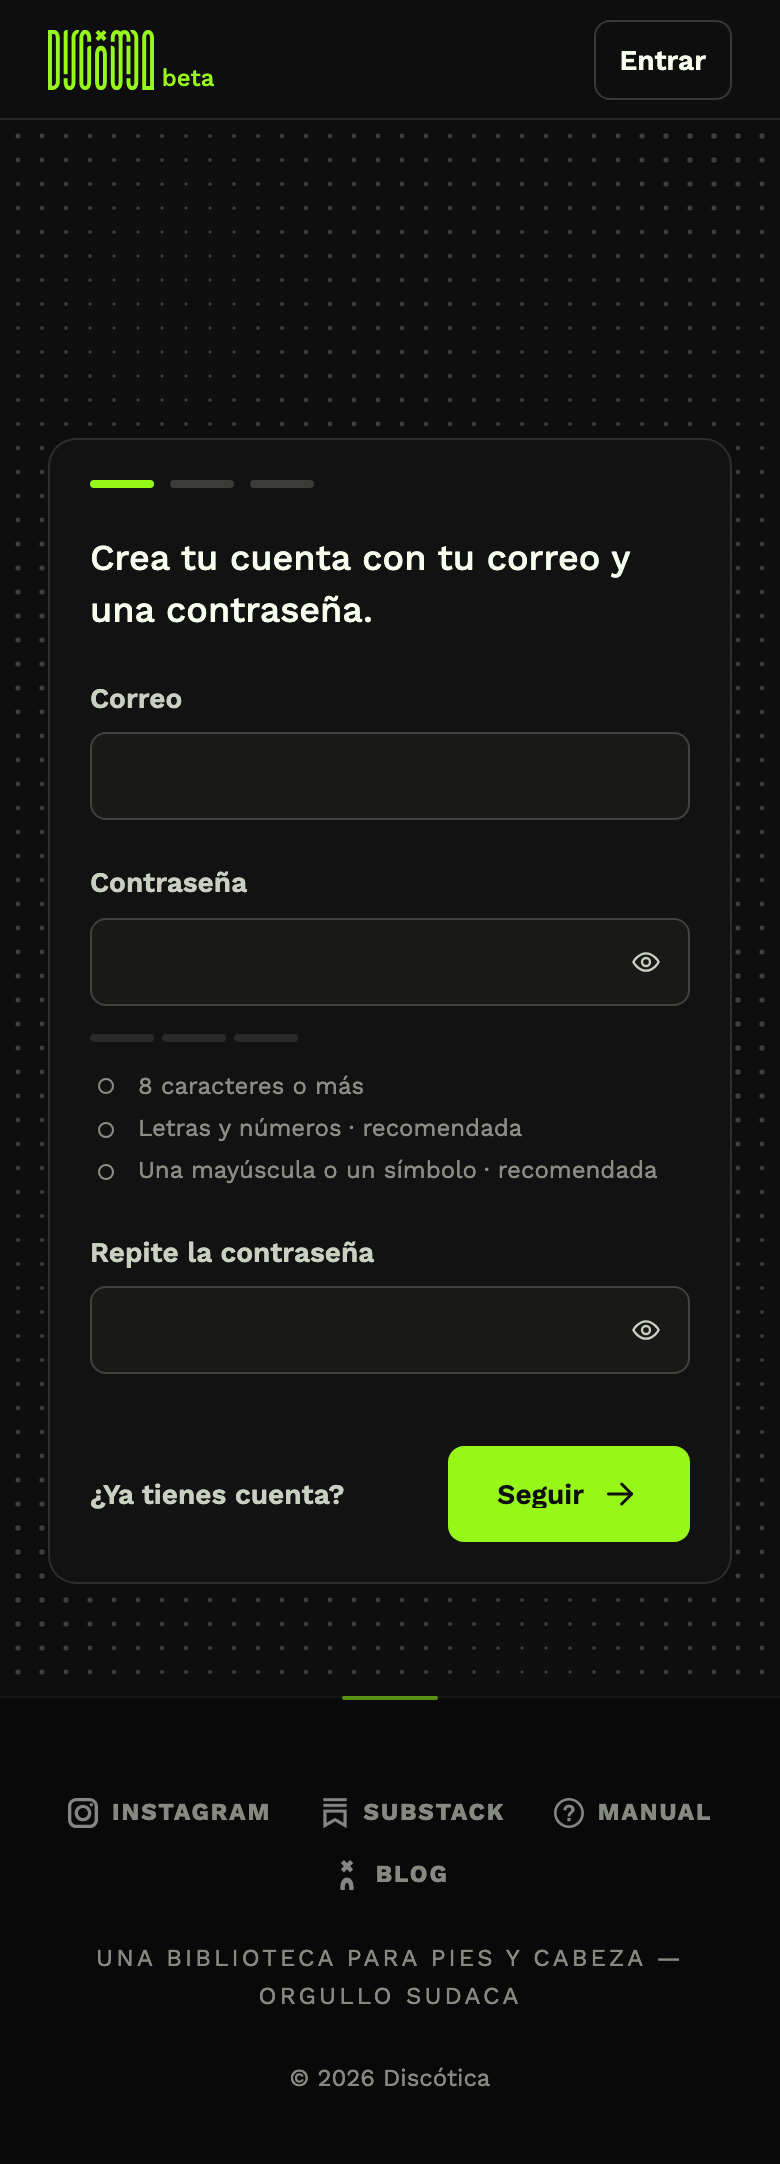 beta
Entrar
Crea tu cuenta con tu correo y
una contraseña.
Correo
Contraseña
8 caracteres o más
Letras y números · recomendada
Una mayúscula o un símbolo · recomendada
Repite la contraseña
¿Ya tienes cuenta?
Seguir
INSTAGRAM
SUBSTACK
MANUAL
BLOG
UNA BIBLIOTECA PARA PIES Y CABEZA —
ORGULLO SUDACA
© 2026 Discótica